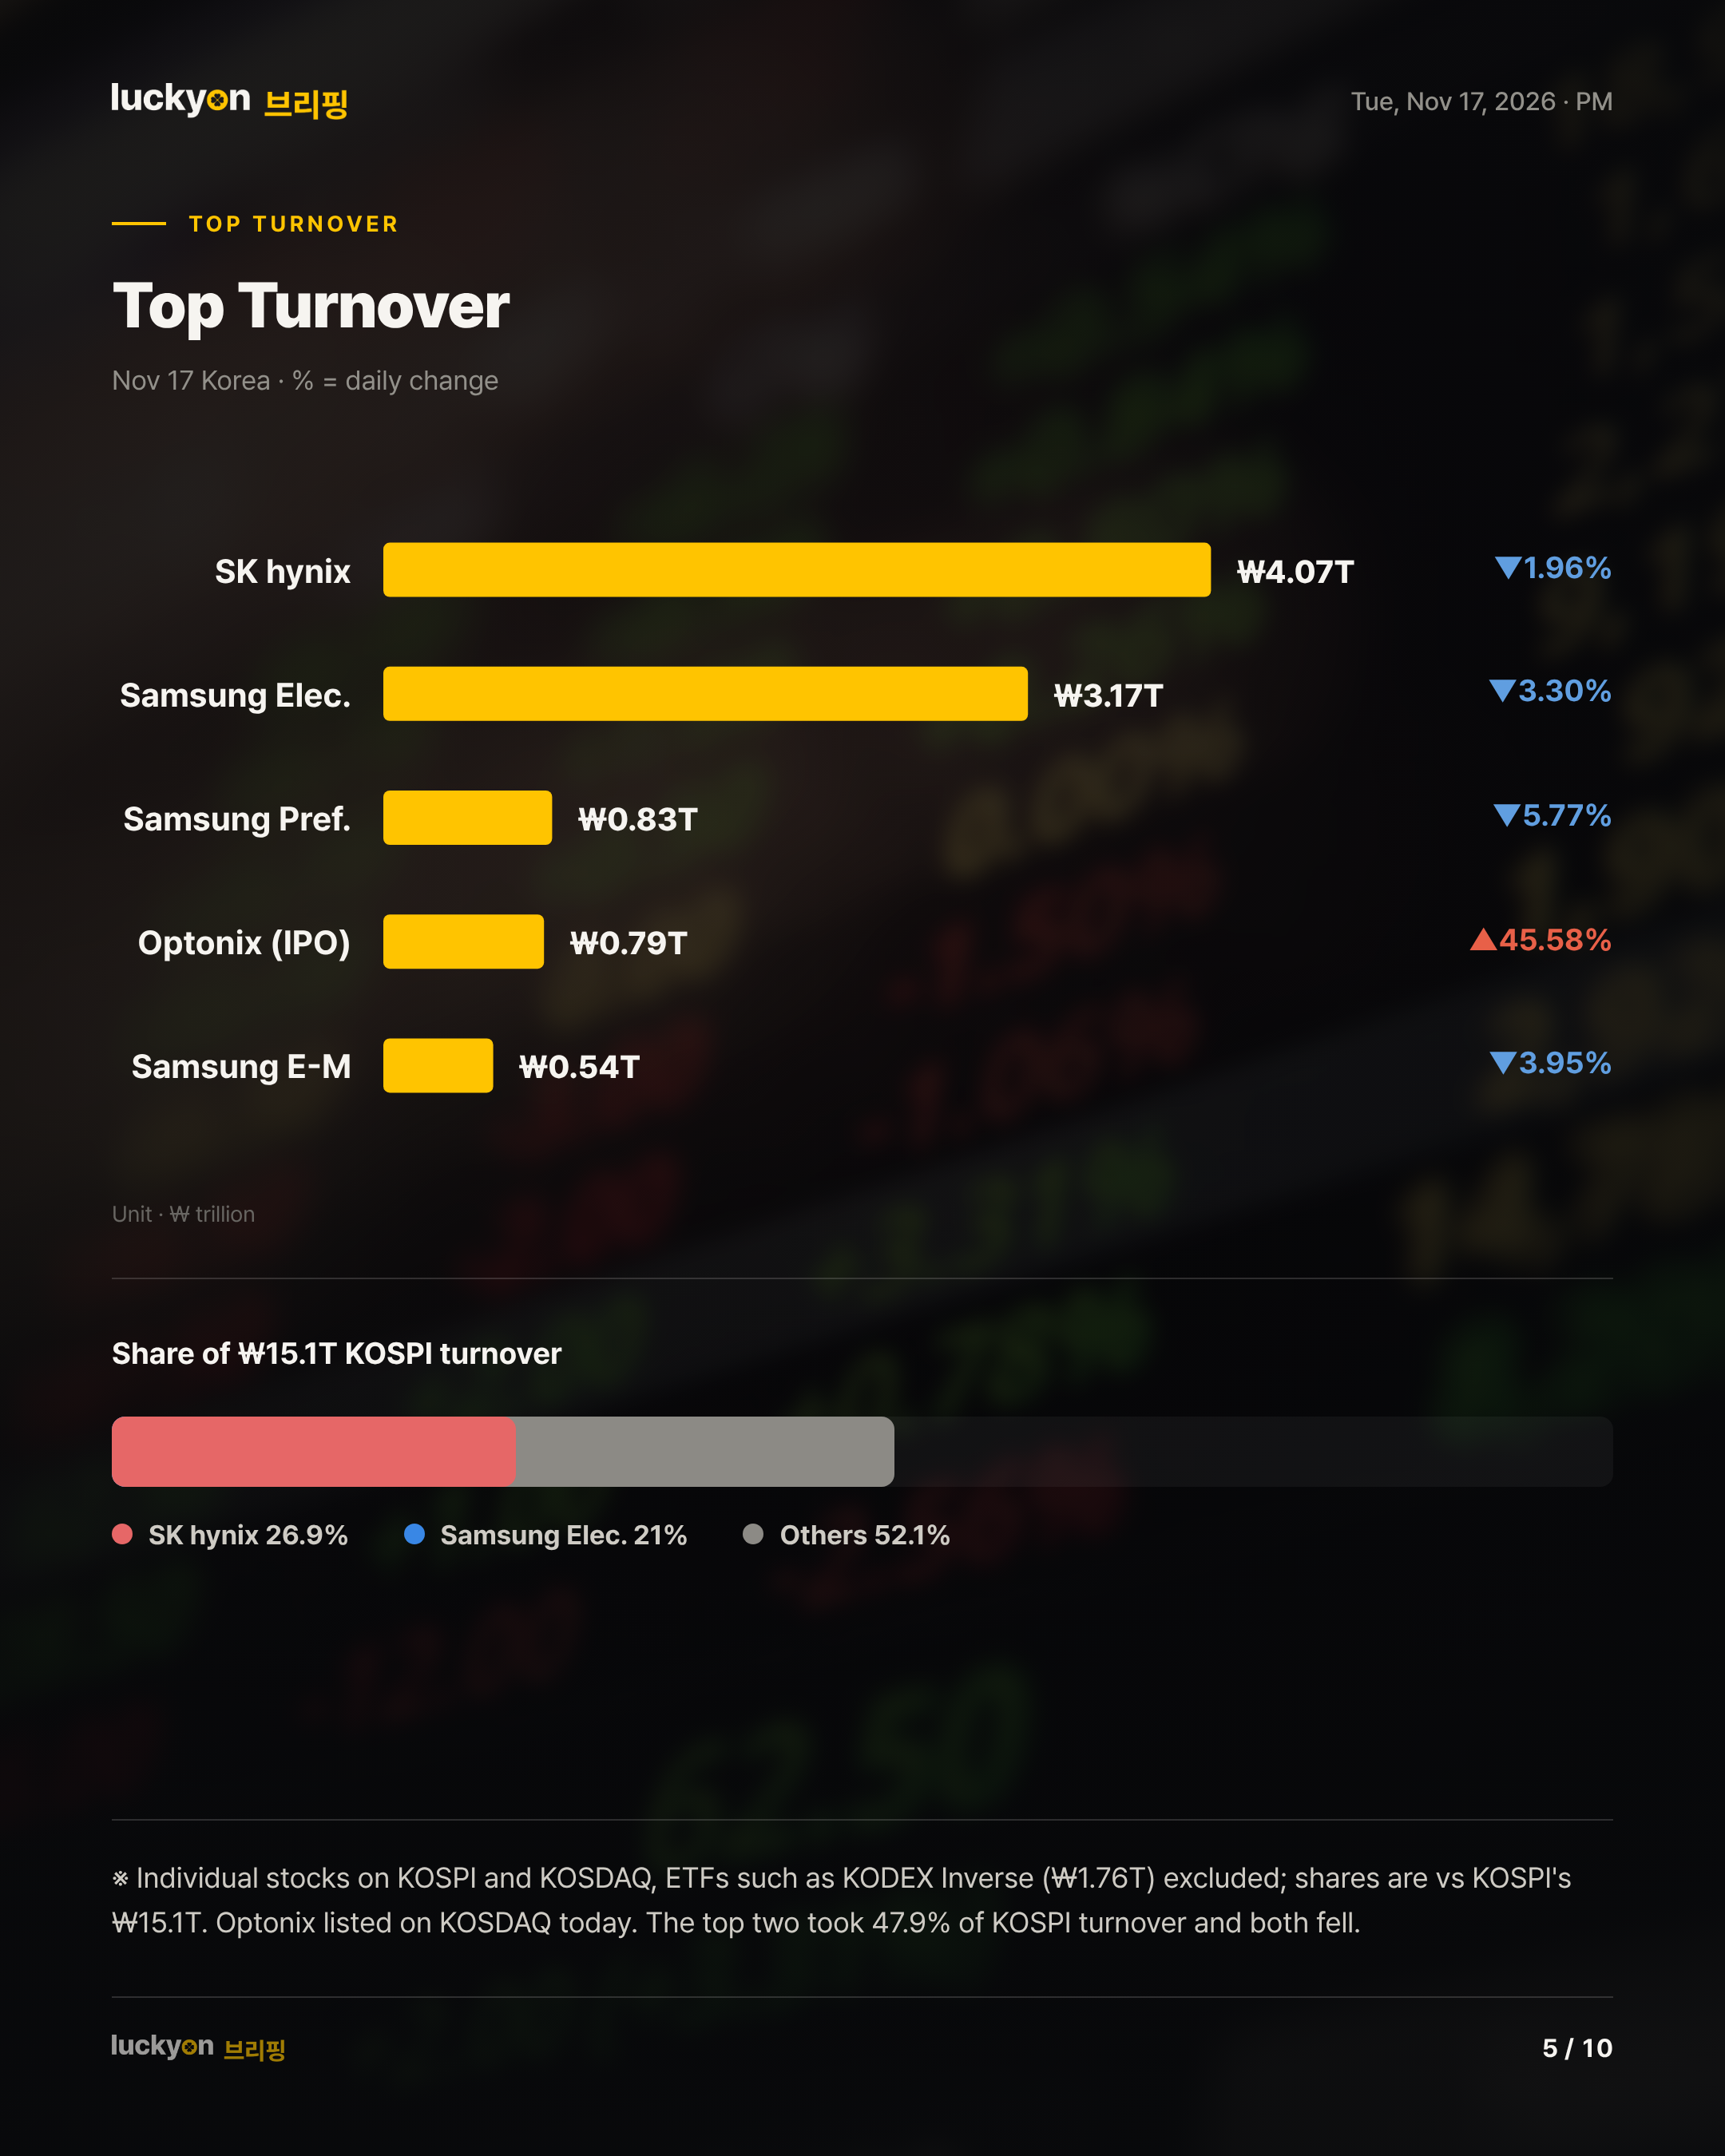 luckyon 브리핑
Tue, Nov 17, 2026 · PM
TOP TURNOVER
Top Turnover
Nov 17 Korea · % = daily change
SK hynix ₩4.07T ▼1.96%
Samsung Elec. ₩3.17T ▼3.30%
Samsung Pref. ₩0.83T ▼5.77%
Optonix (IPO) ₩0.79T ▲45.58%
Samsung E-M ₩0.54T ▼3.95%
Unit · ₩ trillion
Share of ₩15.1T KOSPI turnover
SK hynix 26.9% Samsung Elec. 21% Others 52.1%
※ Individual stocks on KOSPI and KOSDAQ, ETFs such as KODEX Inverse (₩1.76T) excluded; shares are vs KOSPI's
₩15.1T. Optonix listed on KOSDAQ today. The top two took 47.9% of KOSPI turnover and both fell.
luckyon 브리핑
5 / 10